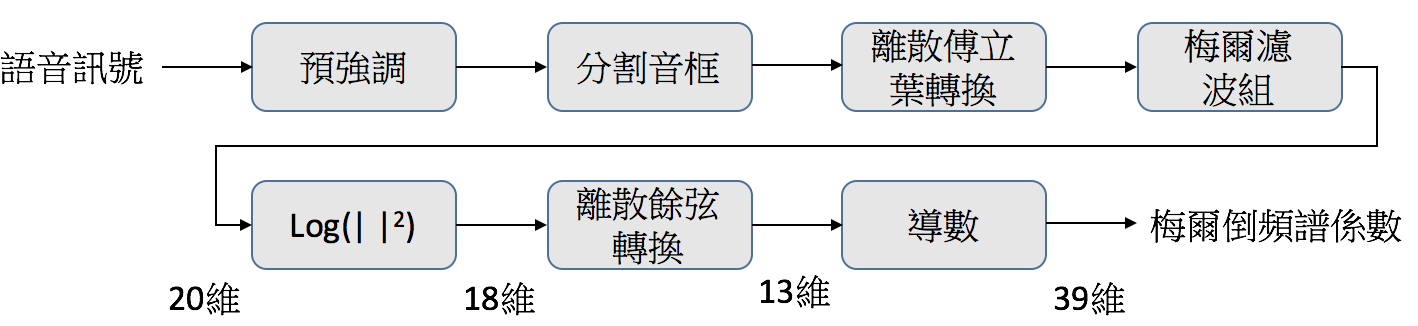 語音訊號
預強調
分割音框
離散傅立
葉轉換
梅爾濾
波組
Log(| |²)
離散餘弦
轉換
導數
梅爾倒頻譜係數
20維
18維
13維
39維